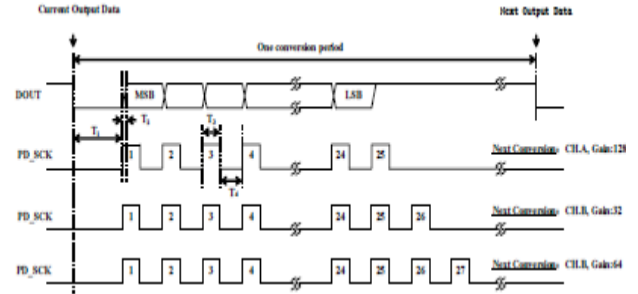 Current Output Data
Next Output Data
One conversion period
DOUT
MSB
LSB
T1
T2
T3
PD_SCK
1 2 3 4 24 25
Next Conversion: CH.A, Gain:128
T4
PD_SCK
1 2 3 4 24 25 26
Next Conversion: CH.B, Gain:32
PD_SCK
1 2 3 4 24 25 26 27
Next Conversion: CH.B, Gain:64